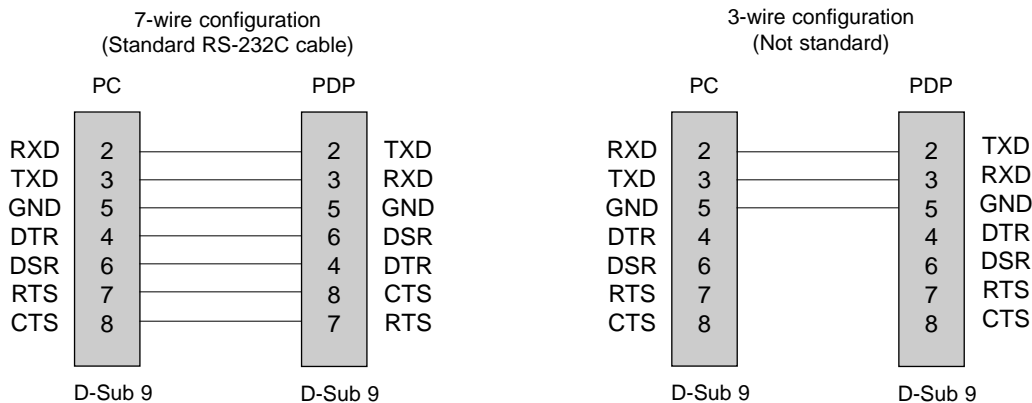 7-wire configuration
(Standard RS-232C cable)
PC PDP
RXD 2 2 TXD
TXD 3 3 RXD
GND 5 5 GND
DTR 4 6 DSR
DSR 6 4 DTR
RTS 7 8 CTS
CTS 8 7 RTS
D-Sub 9 D-Sub 9
3-wire configuration
(Not standard)
PC PDP
RXD 2 2 TXD
TXD 3 3 RXD
GND 5 5 GND
DTR 4 4 DTR
DSR 6 6 DSR
RTS 7 7 RTS
CTS 8 8 CTS
D-Sub 9 D-Sub 9